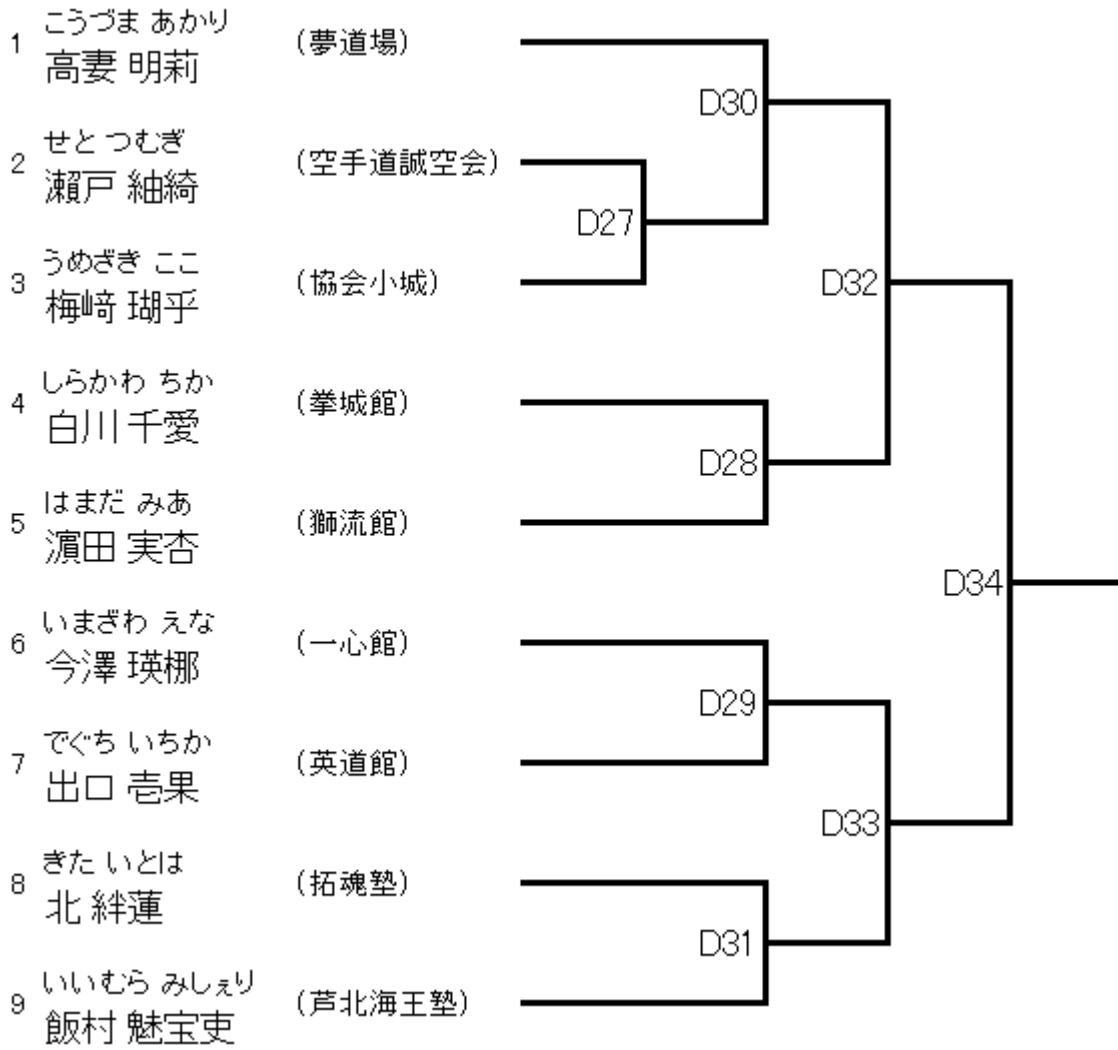 こうづま あかり
1 高妻 明莉 (夢道場)
D30
せと つむぎ
2 瀬戸 紬綺 (空手道誠空会)
D27
うめざき ここ
3 梅﨑 瑚乎 (協会小城)
D32
しらかわ ちか
4 白川 千愛 (拳城館)
D28
はまだ みあ
5 濵田 実杏 (獅流館)
D34
いまざわ えな
6 今澤 瑛梛 (一心館)
D29
でぐち いちか
7 出口 壱果 (英道館)
D33
きた いとは
8 北 絆蓮 (拓魂塾)
D31
いいむら みしぇり
9 飯村 魅宝吏 (芦北海王塾)